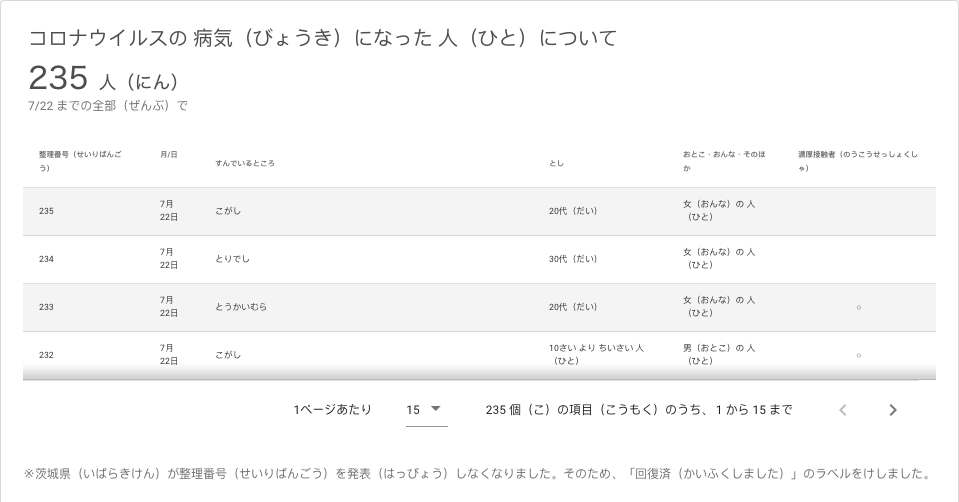 コロナウイルスの 病気（びょうき）になった 人（ひと）について
235 人（にん）
7/22 までの全部（ぜんぶ）で
整理番号（せいりばんごう） 月/日 すんでいるところ とし おとこ・おんな・そのほか 濃厚接触者（のうこうせっしょくしゃ）
235 7月22日 こがし 20代（だい） 女（おんな）の 人（ひと）
234 7月22日 とりでし 30代（だい） 女（おんな）の 人（ひと）
233 7月22日 とうかいむら 20代（だい） 女（おんな）の 人（ひと） ○
232 7月22日 こがし 10さい より ちいさい 人（ひと） 男（おとこ）の 人（ひと） ○
1ページあたり 15 235 個（こ）の項目（こうもく）のうち、1 から 15 まで
※茨城県（いばらきけん）が整理番号（せいりばんごう）を発表（はっぴょう）しなくなりました。そのため、「回復済（かいふくしました）」のラベルをけしました。